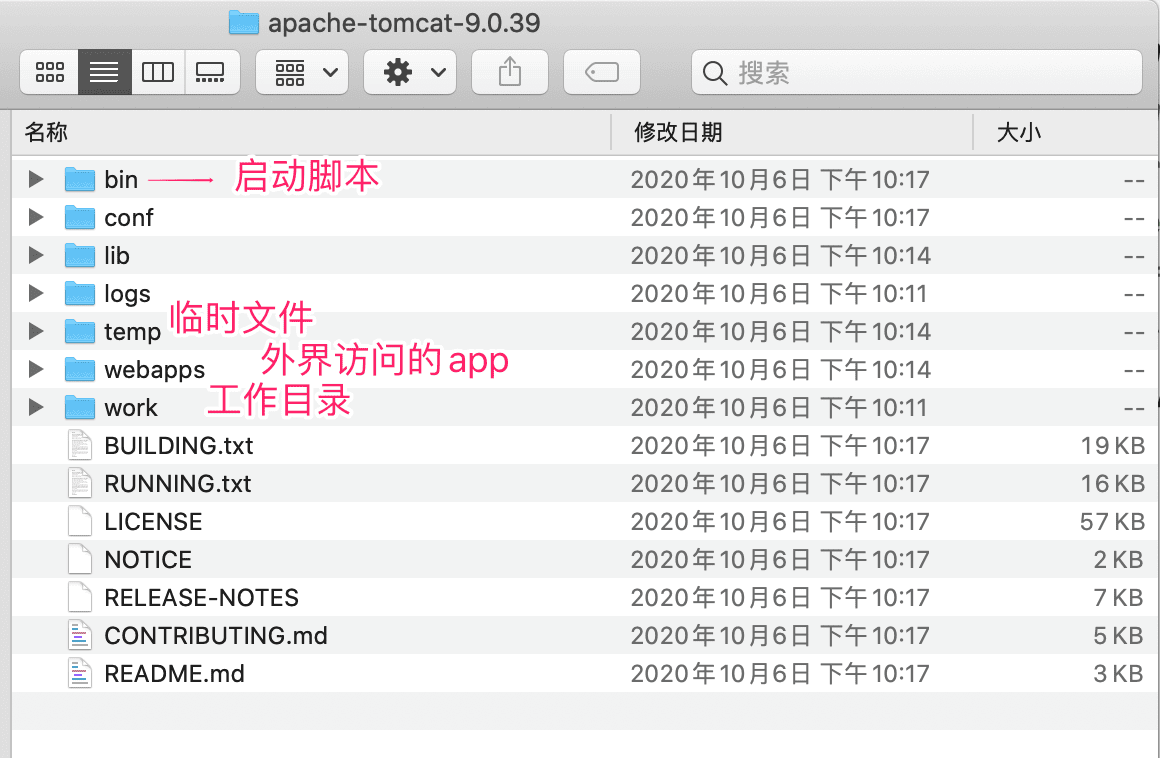 apache-tomcat-9.0.39
搜索
名称 修改日期 大小
bin 启动脚本 2020年10月6日 下午10:17 --
conf 2020年10月6日 下午10:17 --
lib 2020年10月6日 下午10:14 --
logs 2020年10月6日 下午10:11 --
temp 临时文件 2020年10月6日 下午10:14 --
webapps 外界访问的app 2020年10月6日 下午10:14 --
work 工作目录 2020年10月6日 下午10:11 --
BUILDING.txt 2020年10月6日 下午10:17 19 KB
RUNNING.txt 2020年10月6日 下午10:17 16 KB
LICENSE 2020年10月6日 下午10:17 57 KB
NOTICE 2020年10月6日 下午10:17 2 KB
RELEASE-NOTES 2020年10月6日 下午10:17 7 KB
CONTRIBUTING.md 2020年10月6日 下午10:17 5 KB
README.md 2020年10月6日 下午10:17 3 KB